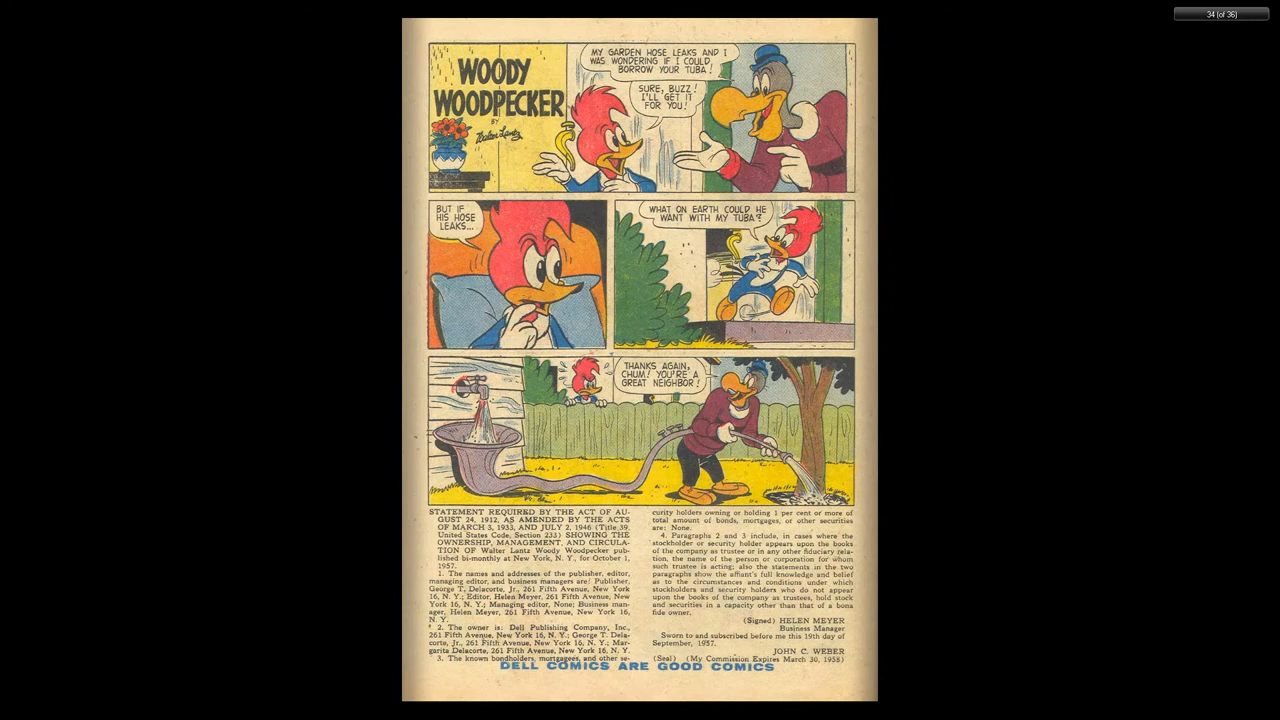 34 (of 36)
WOODY
WOODPECKER
BY
Walter Lantz
MY GARDEN HOSE LEAKS AND I
WAS WONDERING IF I COULD
BORROW YOUR TUBA!
SURE, BUZZ!
I'LL GET IT
FOR YOU!
BUT IF
HIS HOSE
LEAKS...
WHAT ON EARTH COULD HE
WANT WITH MY TUBA?
THANKS AGAIN,
CHUM! YOU'RE A
GREAT NEIGHBOR!
STATEMENT REQUIRED BY THE ACT OF AU-
GUST 24, 1912, AS AMENDED BY THE ACTS
OF MARCH 3, 1933, AND JULY 2, 1946 (Title 39,
United States Code, Section 233) SHOWING THE
OWNERSHIP, MANAGEMENT, AND CIRCULA-
TION OF Walter Lantz Woody Woodpecker pub-
lished bi-monthly at New York, N. Y., for October 1,
1957.
1. The names and addresses of the publisher, editor,
managing editor, and business managers are: Publisher,
George T. Delacorte, Jr., 261 Fifth Avenue, New York
16, N. Y.; Editor, Helen Meyer, 261 Fifth Avenue, New
York 16, N. Y.; Managing editor, None; Business man-
ager, Helen Meyer, 261 Fifth Avenue, New York 16,
N. Y.
2. The owner is: Dell Publishing Company, Inc.,
261 Fifth Avenue, New York 16, N. Y.; George T. Dela-
corte, Jr., 261 Fifth Avenue, New York 16, N. Y.; Mar-
garita Delacorte, 261 Fifth Avenue, New York 16, N. Y.
3. The known bondholders, mortgagees, and other se-
curity holders owning or holding 1 per cent or more of
total amount of bonds, mortgages, or other securities
are: None.
4. Paragraphs 2 and 3 include, in cases where the
stockholder or security holder appears upon the books
of the company as trustee or in any other fiduciary rela-
tion, the name of the person or corporation for whom
such trustee is acting; also the statements in the two
paragraphs show the affiant's full knowledge and belief
as to the circumstances and conditions under which
stockholders and security holders who do not appear
upon the books of the company as trustees, hold stock
and securities in a capacity other than that of a bona
fide owner.
(Signed) HELEN MEYER
Business Manager
Sworn to and subscribed before me this 19th day of
September, 1957.
JOHN C. WEBER
(Seal) (My Commission Expires March 30, 1958)
DELL COMICS ARE GOOD COMICS